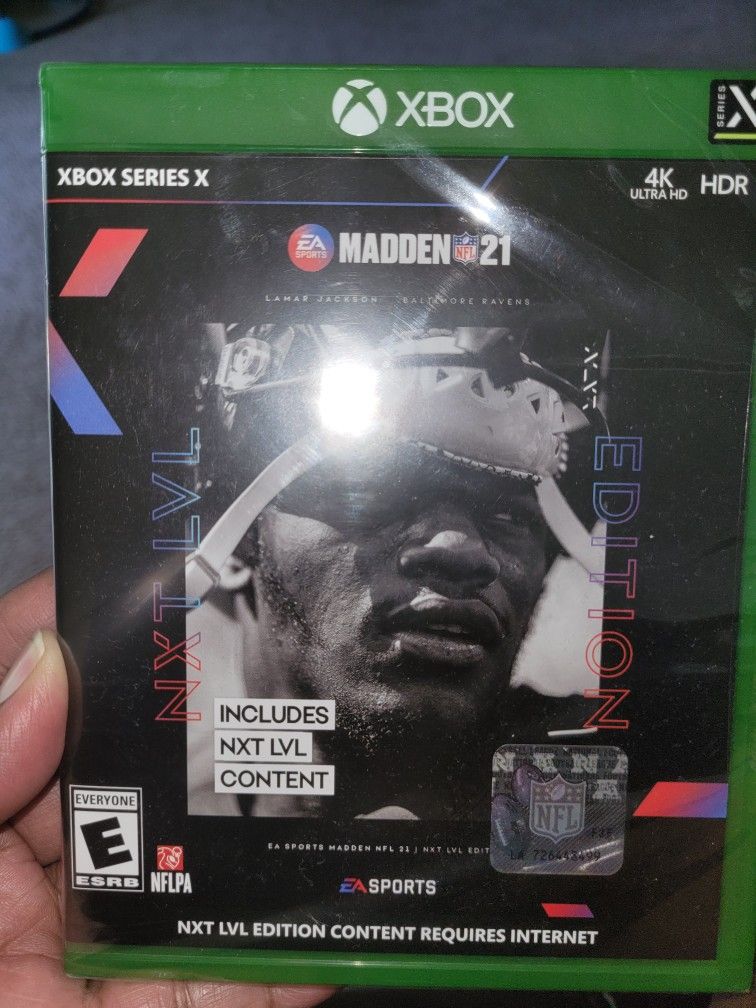 XBOX
SERIES X
XBOX SERIES X
4K
ULTRA HD
HDR
EA
SPORTS
MADDEN NFL 21
LAMAR JACKSON BALTIMORE RAVENS
NXT LVL
EDITION
INCLUDES
NXT LVL
CONTENT
EVERYONE
E
ESRB
NFLPA
NFL
EA SPORTS MADDEN NFL 21 | NXT LVL EDIT
EA SPORTS
NXT LVL EDITION CONTENT REQUIRES INTERNET